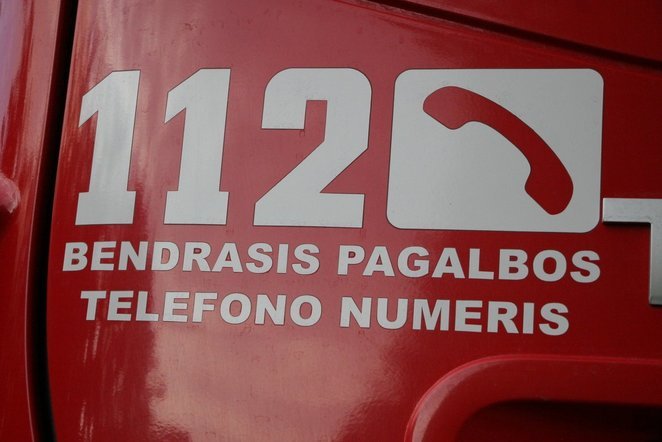 112
BENDRASIS PAGALBOS
TELEFONO NUMERIS